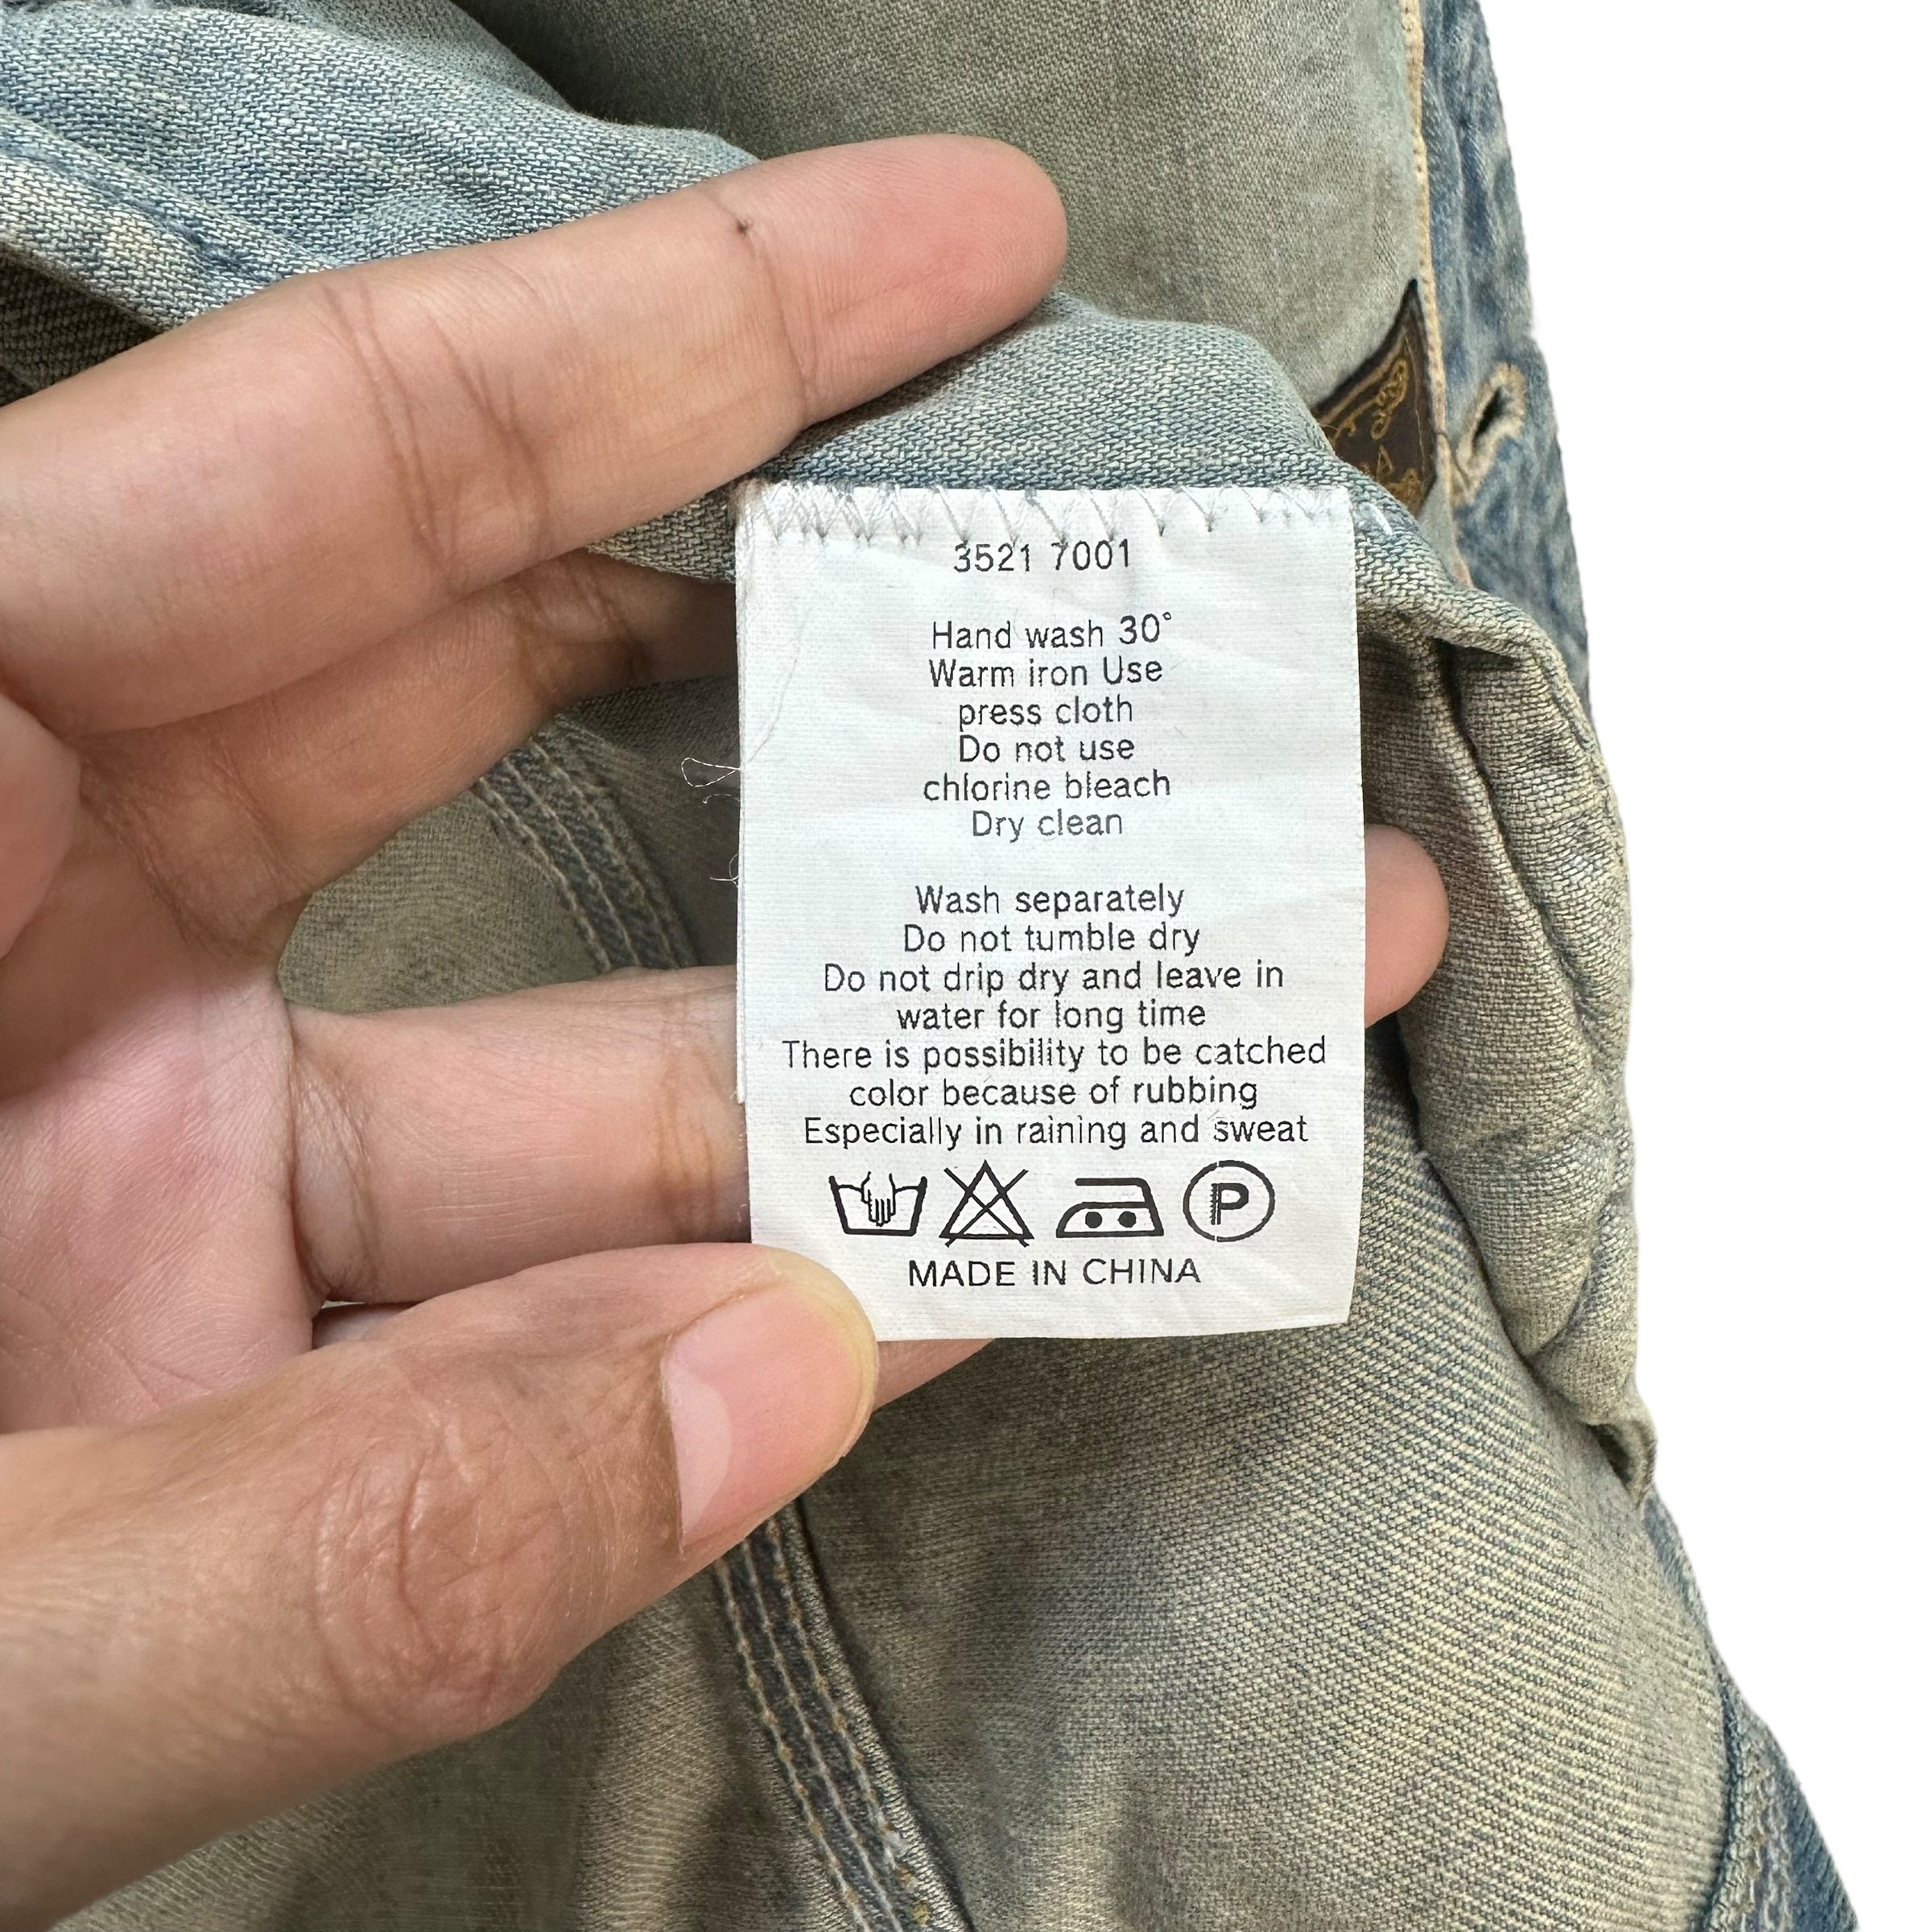 3521 7001
Hand wash 30°
Warm iron Use
press cloth
Do not use
chlorine bleach
Dry clean
Wash separately
Do not tumble dry
Do not drip dry and leave in
water for long time
There is possibility to be catched
color because of rubbing
Especially in raining and sweat
P
MADE IN CHINA